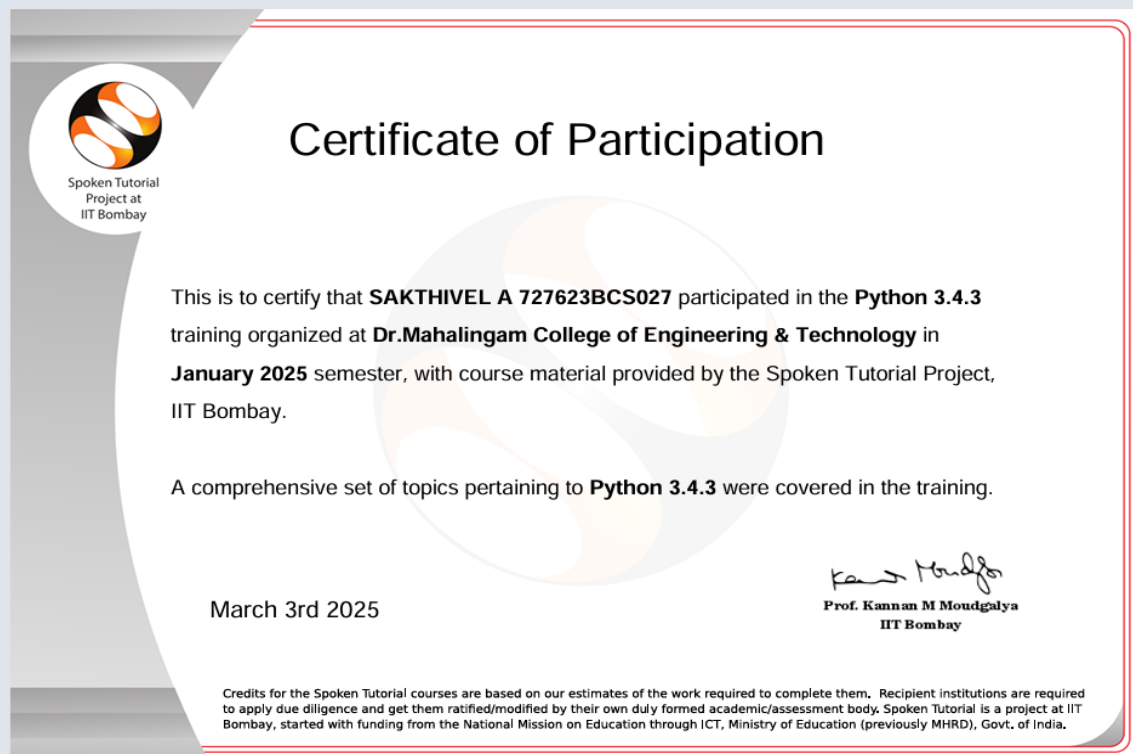 Spoken Tutorial
Project at
IIT Bombay
Certificate of Participation
This is to certify that SAKTHIVEL A 727623BCS027 participated in the Python 3.4.3
training organized at Dr.Mahalingam College of Engineering & Technology in
January 2025 semester, with course material provided by the Spoken Tutorial Project,
IIT Bombay.
A comprehensive set of topics pertaining to Python 3.4.3 were covered in the training.
March 3rd 2025
Prof. Kannan M Moudgalya
IIT Bombay
Credits for the Spoken Tutorial courses are based on our estimates of the work required to complete them. Recipient institutions are required
to apply due diligence and get them ratified/modified by their own duly formed academic/assessment body. Spoken Tutorial is a project at IIT
Bombay, started with funding from the National Mission on Education through ICT, Ministry of Education (previously MHRD), Govt. of India.